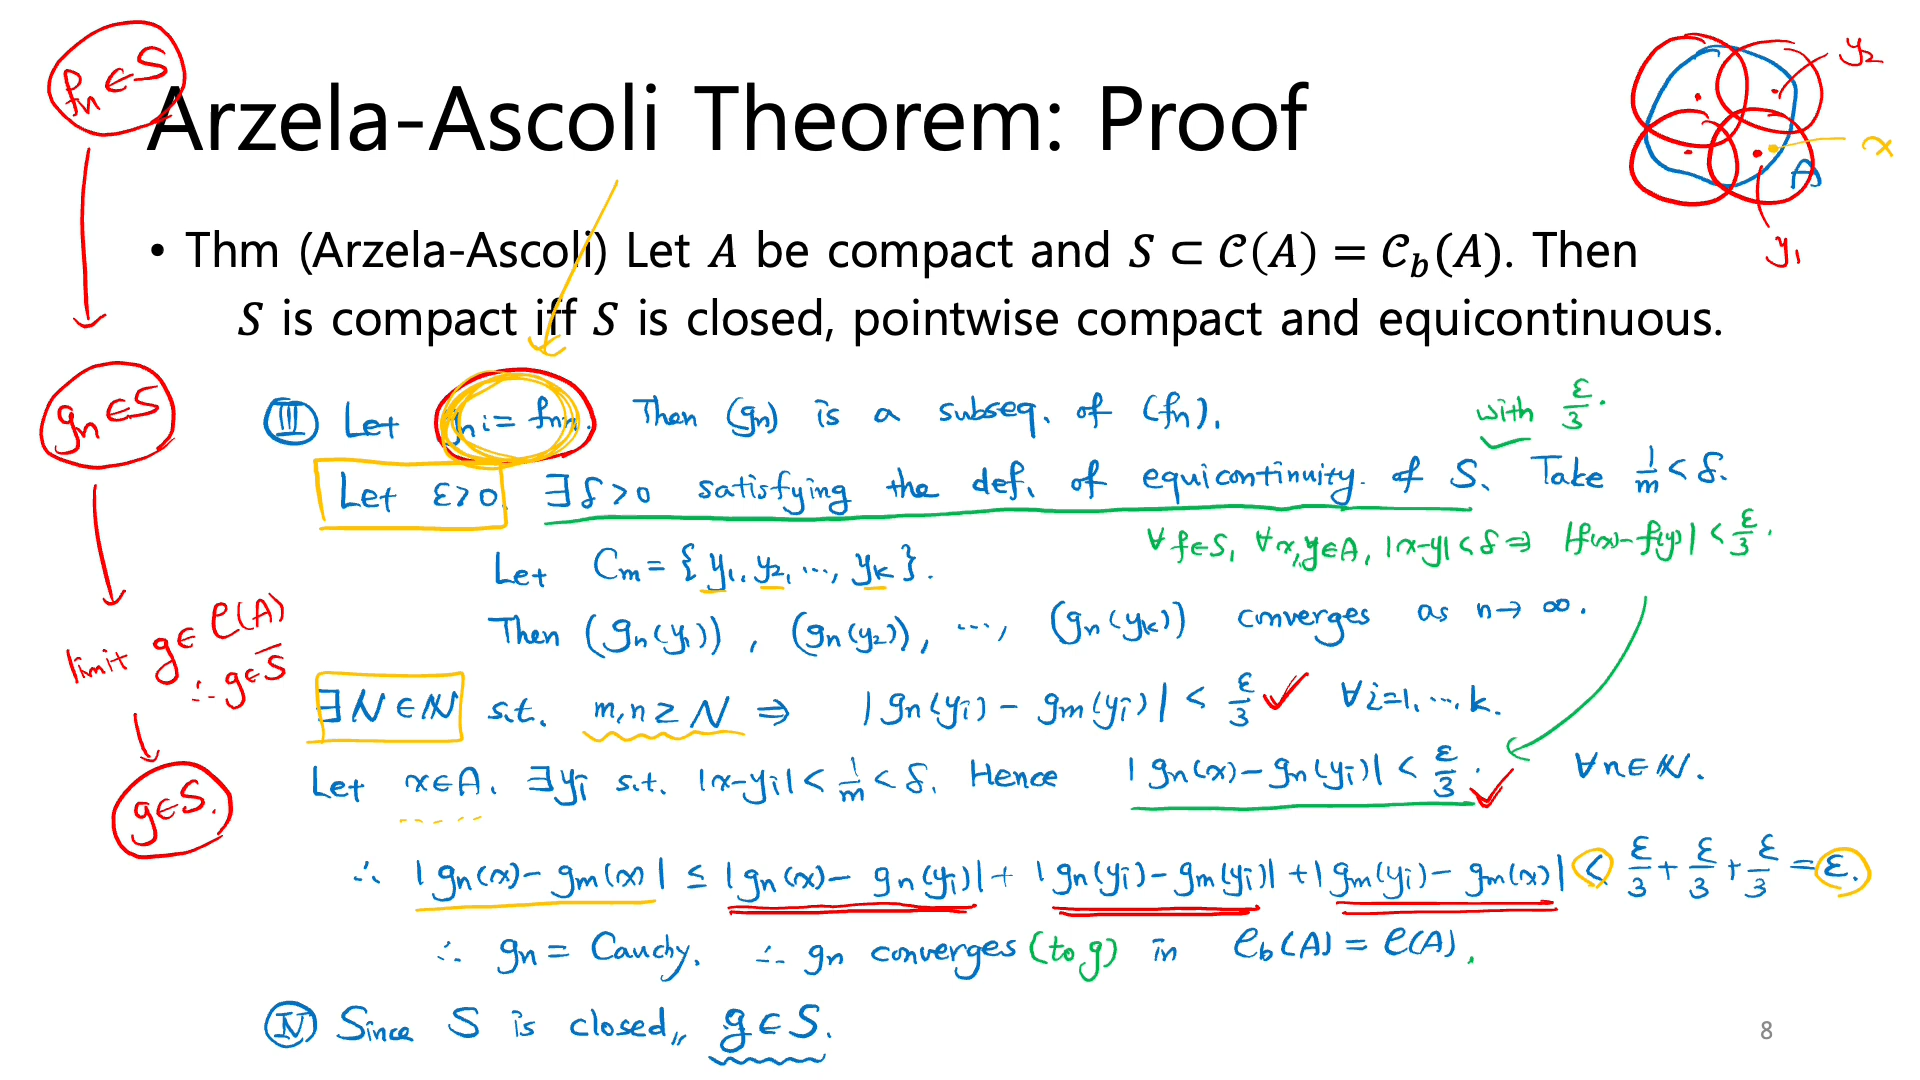 fn ∈ S
Arzela-Ascoli Theorem: Proof
y2
x
A
y1
• Thm (Arzela-Ascoli) Let A be compact and S ⊂ 𝒞(A) = 𝒞b(A). Then
S is compact iff S is closed, pointwise compact and equicontinuous.
gn ∈ S
Ⅲ Let gn := fnn. Then (gn) is a subseq. of (fn).
with ε/3.
Let ε>0. ∃δ>0 satisfying the def. of equicontinuity of S. Take 1/m < δ.
∀f∈S, ∀x,y∈A, |x-y|<δ ⇒ |f(x)-f(y)| < ε/3.
Let Cm = {y1, y2, ..., yk}.
Then (gn(y1)), (gn(y2)), ..., (gn(yk)) converges as n→∞.
limit g ∈ 𝒞(A)
∴ g∈S̅
∃N∈ℕ s.t. m,n ≥ N ⇒ |gn(yi) - gm(yi)| < ε/3 ✓ ∀i=1,...,k.
Let x∈A. ∃yi s.t. |x-yi| < 1/m < δ. Hence |gn(x) - gn(yi)| < ε/3. ✓ ∀n∈ℕ.
g∈S.
∴ |gn(x) - gm(x)| ≤ |gn(x) - gn(yi)| + |gn(yi) - gm(yi)| + |gm(yi) - gm(x)| < ε/3 + ε/3 + ε/3 = ε.
∴ gn = Cauchy. ∴ gn converges (to g) in 𝒞b(A) = 𝒞(A).
Ⅳ Since S is closed, g∈S.
8